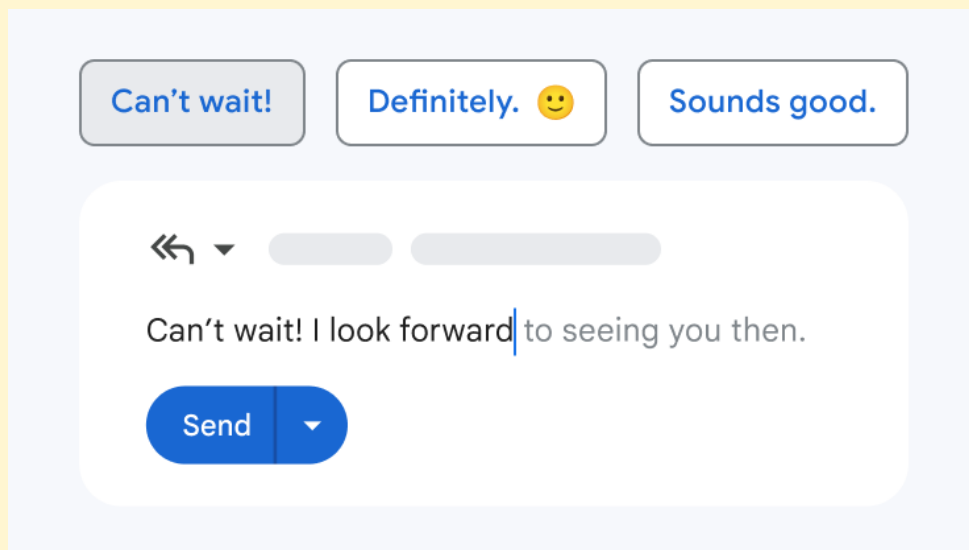 Can’t wait!
Definitely. 🙂
Sounds good.
Can’t wait! I look forward to seeing you then.
Send